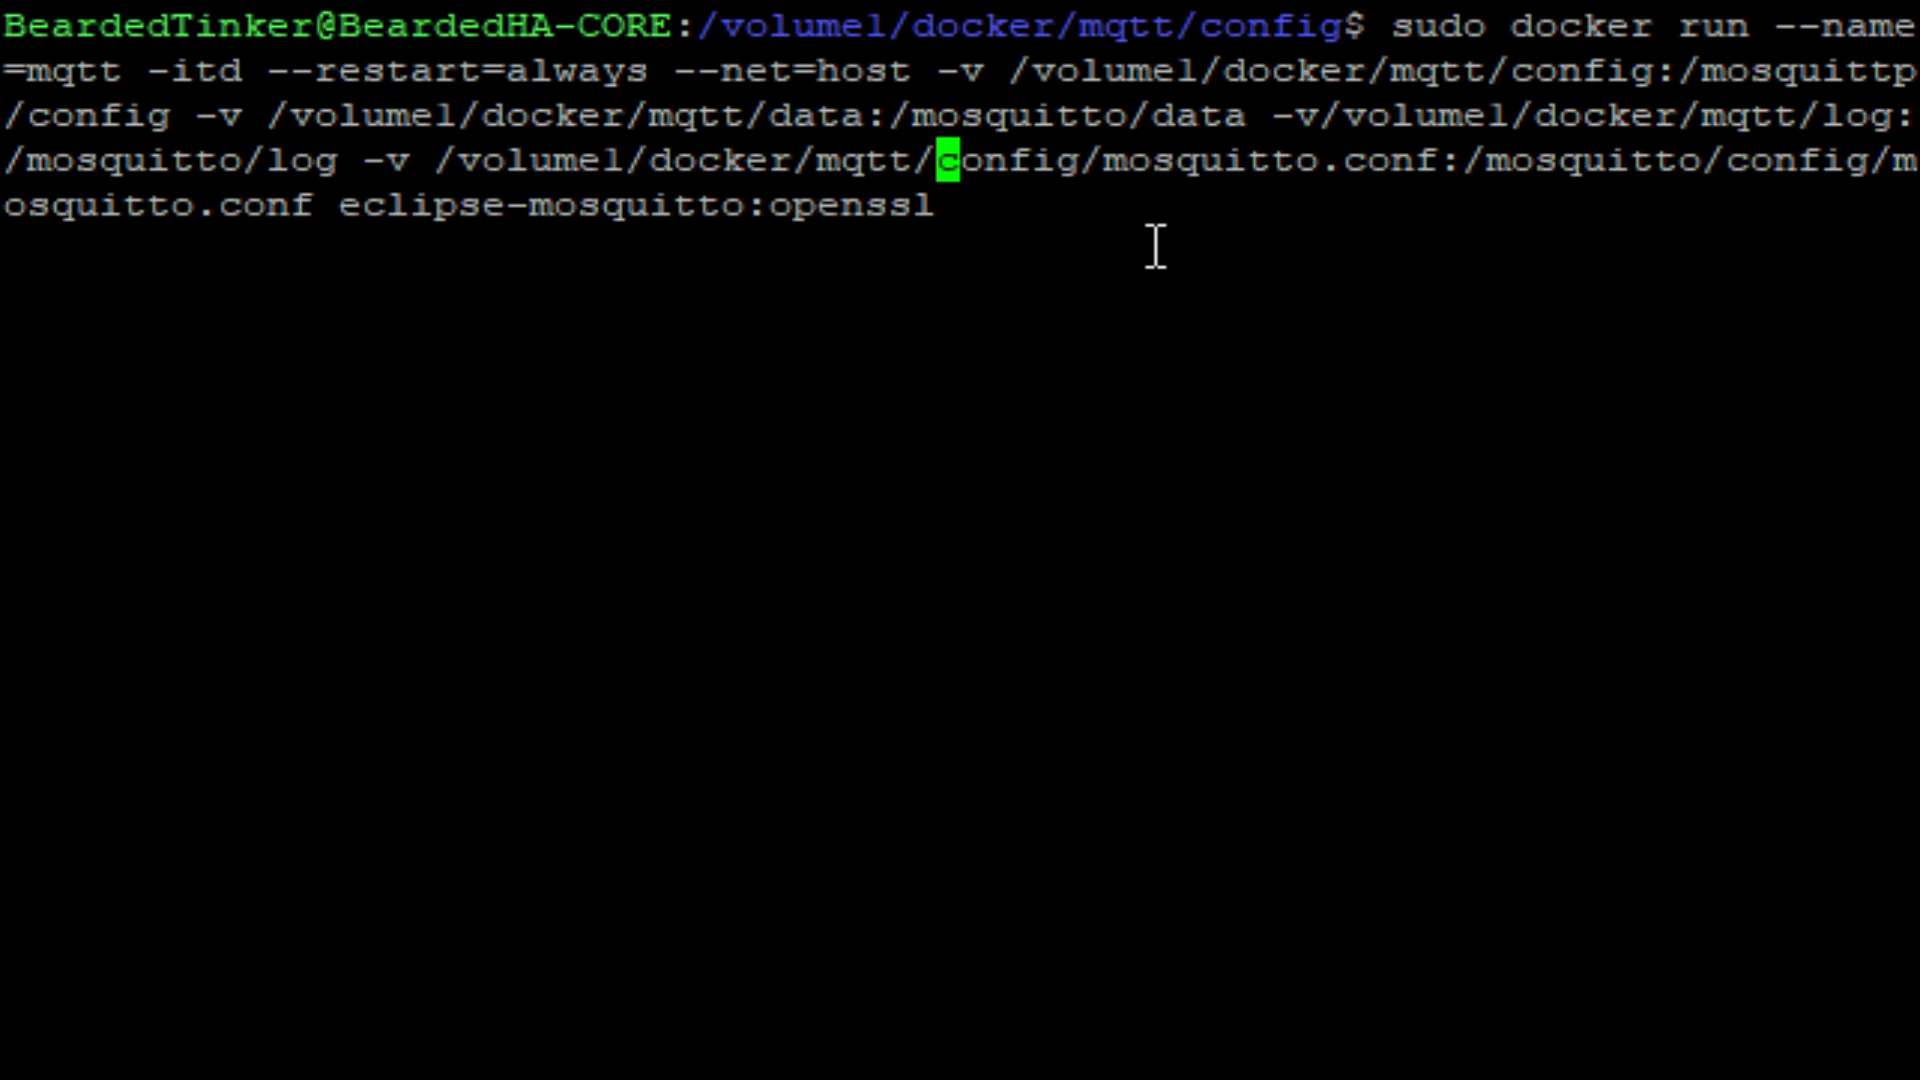 BeardedTinker@BeardedHA-CORE:/volume1/docker/mqtt/config$ sudo docker run --name
=mqtt -itd --restart=always --net=host -v /volume1/docker/mqtt/config:/mosquittp
/config -v /volume1/docker/mqtt/data:/mosquitto/data -v/volume1/docker/mqtt/log:
/mosquitto/log -v /volume1/docker/mqtt/config/mosquitto.conf:/mosquitto/config/m
osquitto.conf eclipse-mosquitto:openssl